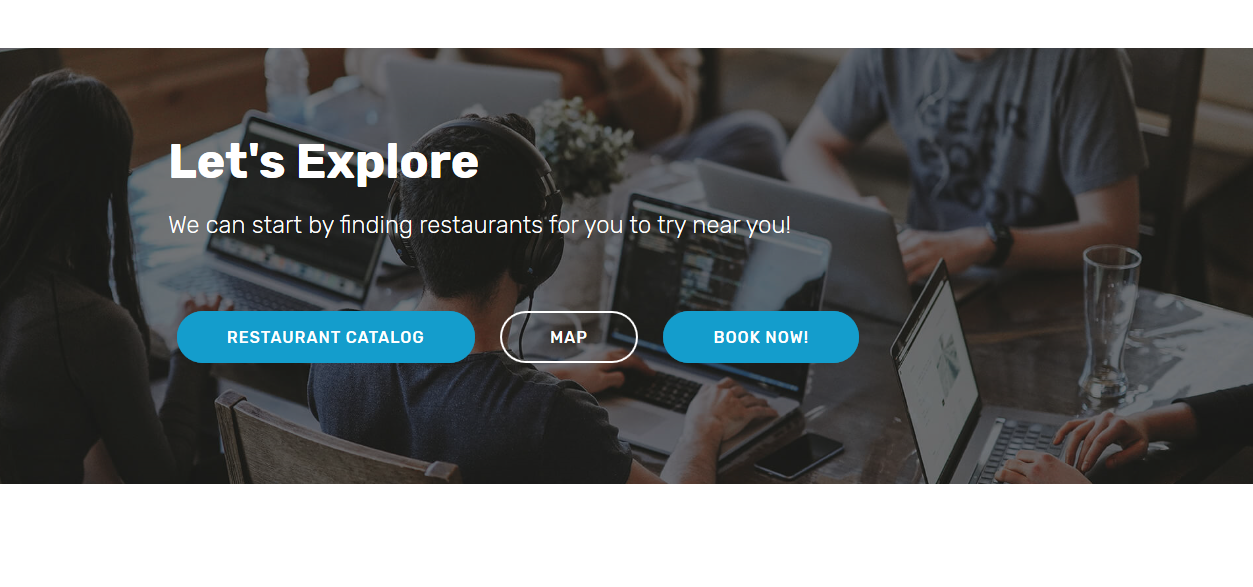 Let's Explore
We can start by finding restaurants for you to try near you!
RESTAURANT CATALOG
MAP
BOOK NOW!